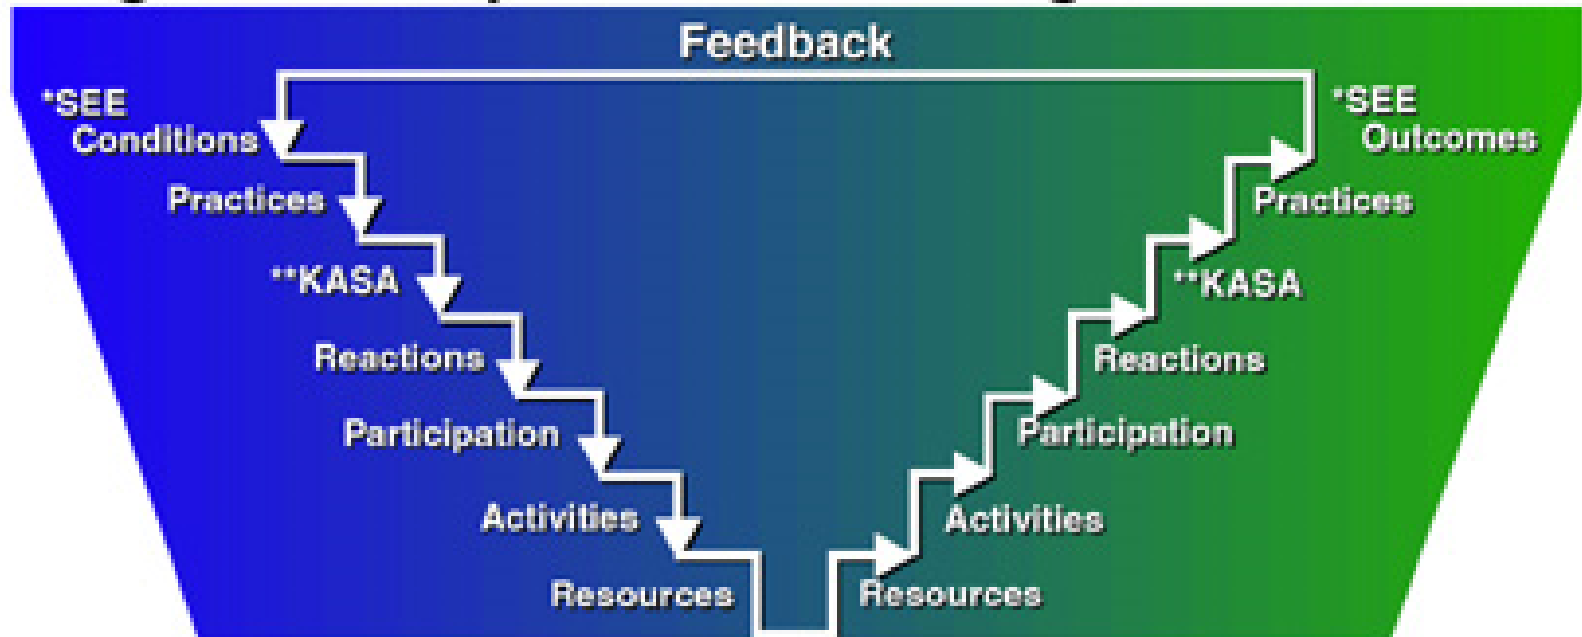 Feedback
*SEE
Conditions
*SEE
Outcomes
Practices
Practices
**KASA
**KASA
Reactions
Reactions
Participation
Participation
Activities
Activities
Resources
Resources